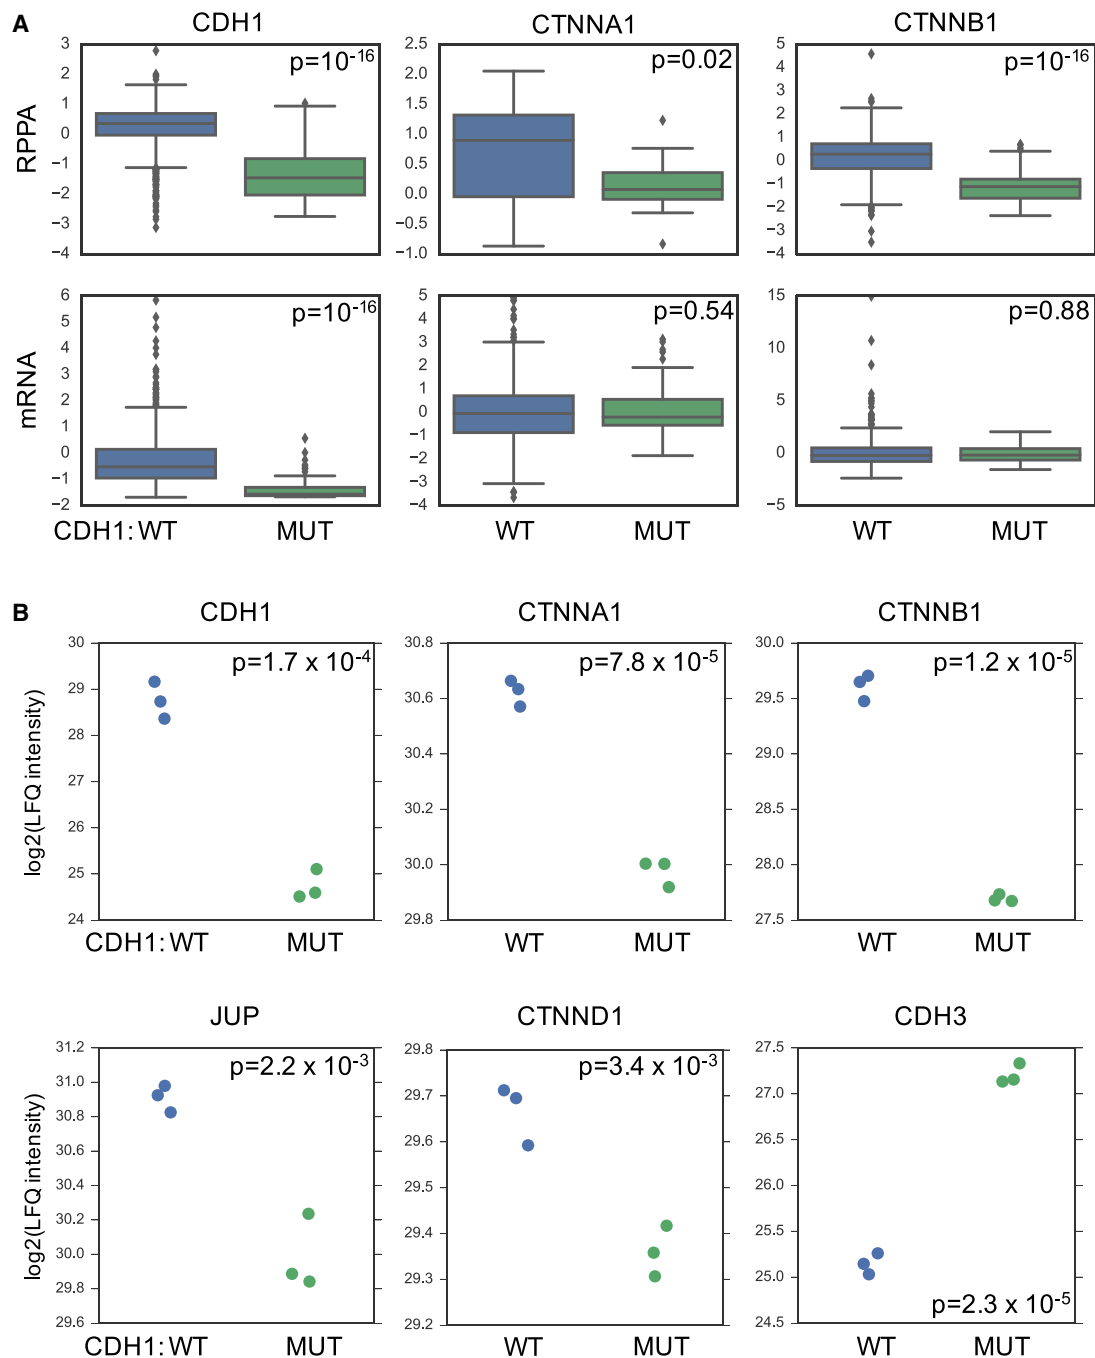 A
CDH1 CTNNA1 CTNNB1
RPPA
3 2 1 0 −1 −2 −3 −4
p=10-16
2.5 2.0 1.5 1.0 0.5 0.0 −0.5 −1.0
p=0.02
5 4 3 2 1 0 −1 −2 −3 −4
p=10-16
mRNA
6 5 4 3 2 1 0 −1 −2
p=10-16
5 4 3 2 1 0 −1 −2 −3 −4
p=0.54
15 10 5 0 −5
p=0.88
CDH1: WT MUT WT MUT WT MUT
B
CDH1 CTNNA1 CTNNB1
log2(LFQ intensity)
30 29 28 27 26 25 24
p=1.7 x 10-4
30.8 30.6 30.4 30.2 30.0 29.8
p=7.8 x 10-5
30.0 29.5 29.0 28.5 28.0 27.5
p=1.2 x 10-5
CDH1: WT MUT WT MUT WT MUT
JUP CTNND1 CDH3
log2(LFQ intensity)
31.2 31.0 30.8 30.6 30.4 30.2 30.0 29.8 29.6
p=2.2 x 10-3
29.8 29.7 29.6 29.5 29.4 29.3 29.2
p=3.4 x 10-3
27.5 27.0 26.5 26.0 25.5 25.0 24.5
p=2.3 x 10-5
CDH1: WT MUT WT MUT WT MUT